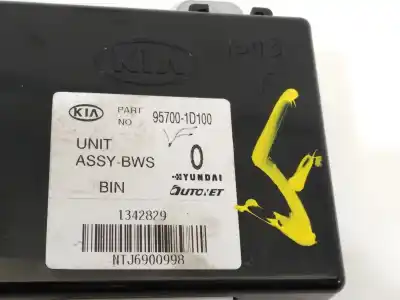 KIA
KIA PART NO 95700-1D100
UNIT
ASSY-BWS
0
HYUNDAI
BIN
AUTONET
1342829
NTJ6900998